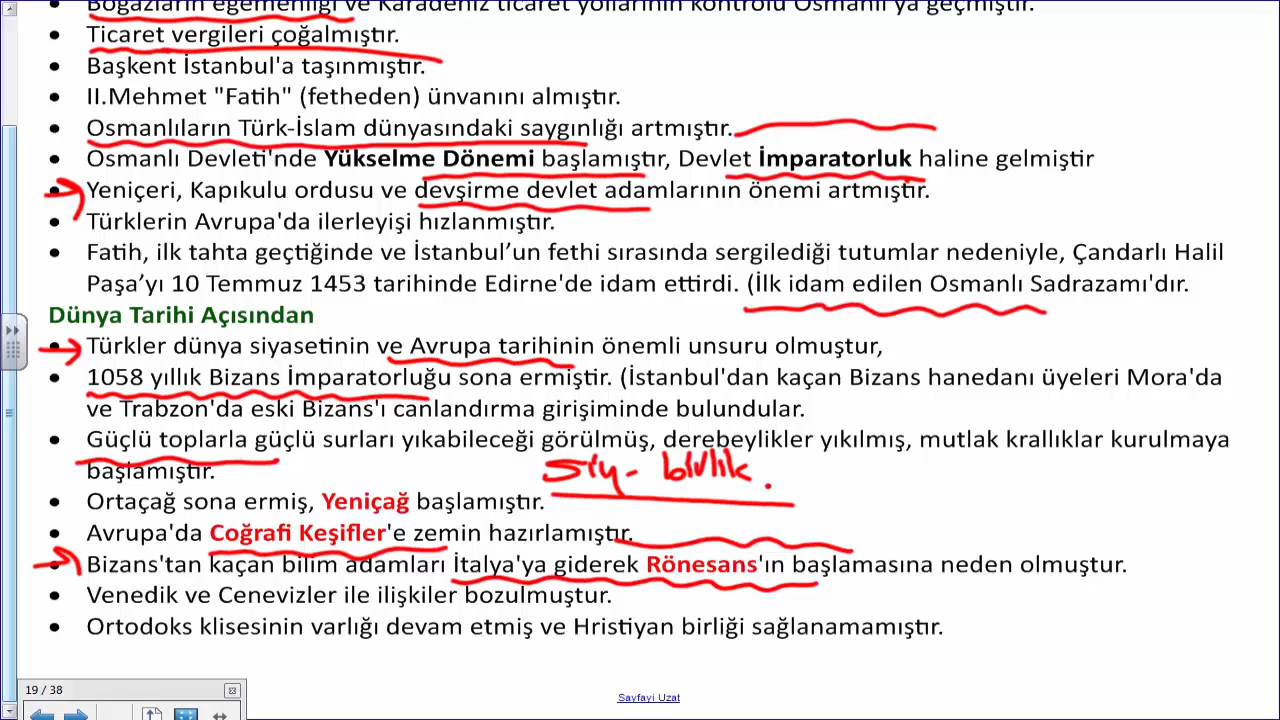 Boğazların egemenliği ve Karadeniz ticaret yollarının kontrolü Osmanlı'ya geçmiştir.
• Ticaret vergileri çoğalmıştır.
• Başkent İstanbul'a taşınmıştır.
• II.Mehmet "Fatih" (fetheden) ünvanını almıştır.
• Osmanlıların Türk-İslam dünyasındaki saygınlığı artmıştır.
• Osmanlı Devleti'nde Yükselme Dönemi başlamıştır, Devlet İmparatorluk haline gelmiştir
• Yeniçeri, Kapıkulu ordusu ve devşirme devlet adamlarının önemi artmıştır.
• Türklerin Avrupa'da ilerleyişi hızlanmıştır.
• Fatih, ilk tahta geçtiğinde ve İstanbul’un fethi sırasında sergilediği tutumlar nedeniyle, Çandarlı Halil
Paşa’yı 10 Temmuz 1453 tarihinde Edirne'de idam ettirdi. (İlk idam edilen Osmanlı Sadrazamı'dır.
Dünya Tarihi Açısından
• Türkler dünya siyasetinin ve Avrupa tarihinin önemli unsuru olmuştur,
• 1058 yıllık Bizans İmparatorluğu sona ermiştir. (İstanbul'dan kaçan Bizans hanedanı üyeleri Mora'da
ve Trabzon'da eski Bizans'ı canlandırma girişiminde bulundular.
• Güçlü toplarla güçlü surları yıkabileceği görülmüş, derebeylikler yıkılmış, mutlak krallıklar kurulmaya
başlamıştır.
siy- birlik.
• Ortaçağ sona ermiş, Yeniçağ başlamıştır.
• Avrupa'da Coğrafi Keşifler'e zemin hazırlamıştır.
• Bizans'tan kaçan bilim adamları İtalya'ya giderek Rönesans'ın başlamasına neden olmuştur.
• Venedik ve Cenevizler ile ilişkiler bozulmuştur.
• Ortodoks klisesinin varlığı devam etmiş ve Hristiyan birliği sağlanamamıştır.
19 / 38
Sayfayi Uzat